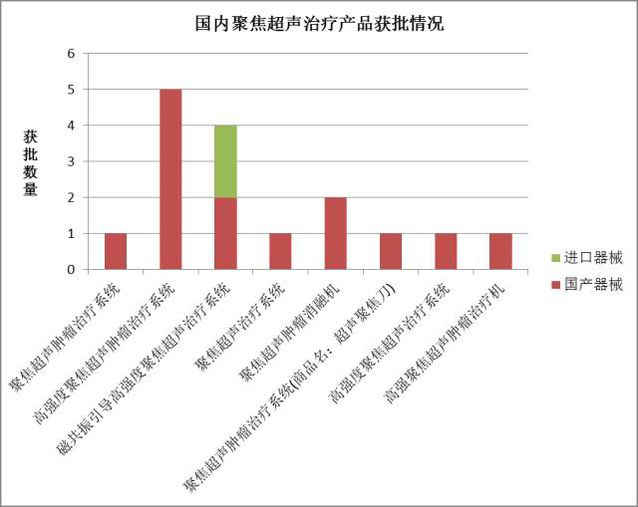 国内聚焦超声治疗产品获批情况
获批数量
6
5
4
3
2
1
0
聚焦超声肿瘤治疗系统
高强度聚焦超声肿瘤治疗系统
磁共振引导高强度聚焦超声治疗系统
聚焦超声治疗系统
聚焦超声肿瘤消融机
聚焦超声肿瘤治疗系统(商品名：超声聚焦刀)
高强度聚焦超声治疗系统
高强聚焦超声肿瘤治疗机
进口器械
国产器械